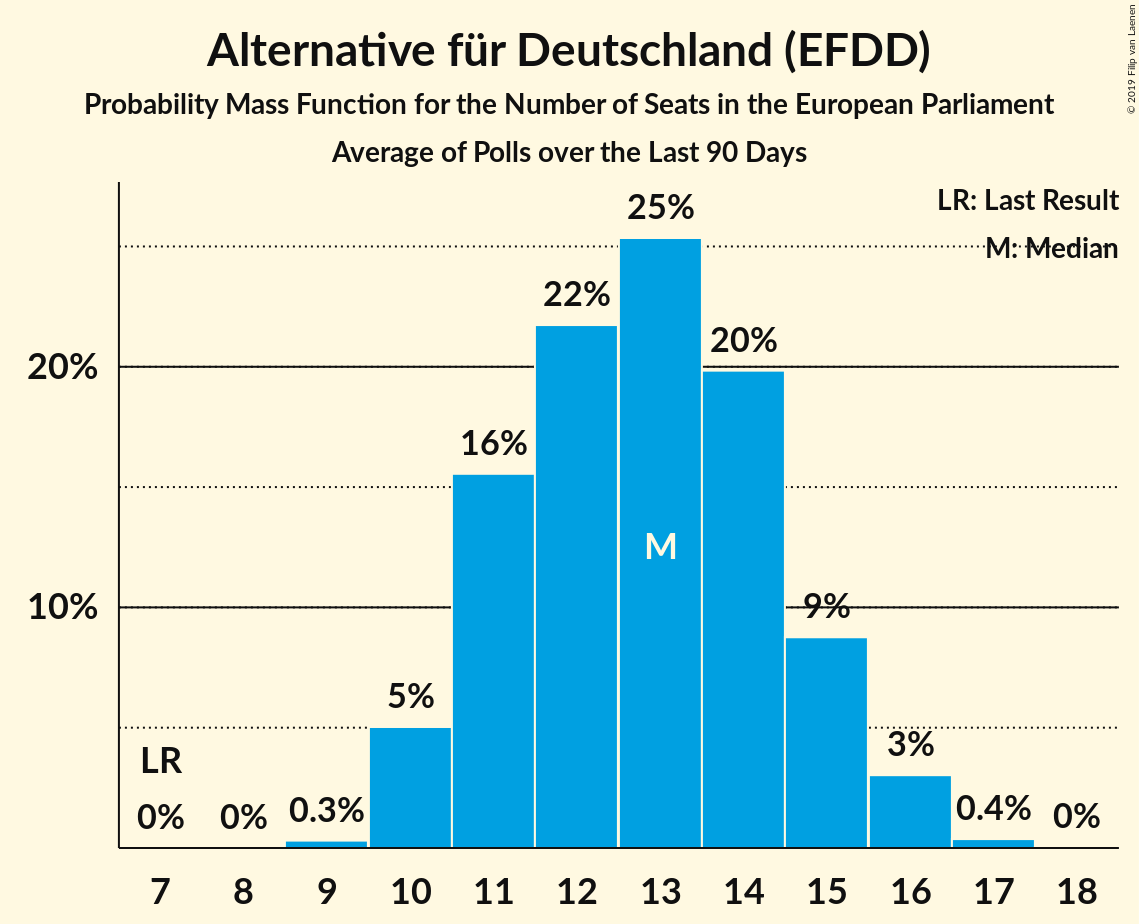 Alternative für Deutschland (EFDD)
Probability Mass Function for the Number of Seats in the European Parliament
Average of Polls over the Last 90 Days
© 2019 Filip van Laenen
LR: Last Result
M: Median
25%
22%
20%
20%
16%
M
10%
9%
5%
3%
LR
0%
0%
0.3%
0.4%
0%
7 8 9 10 11 12 13 14 15 16 17 18